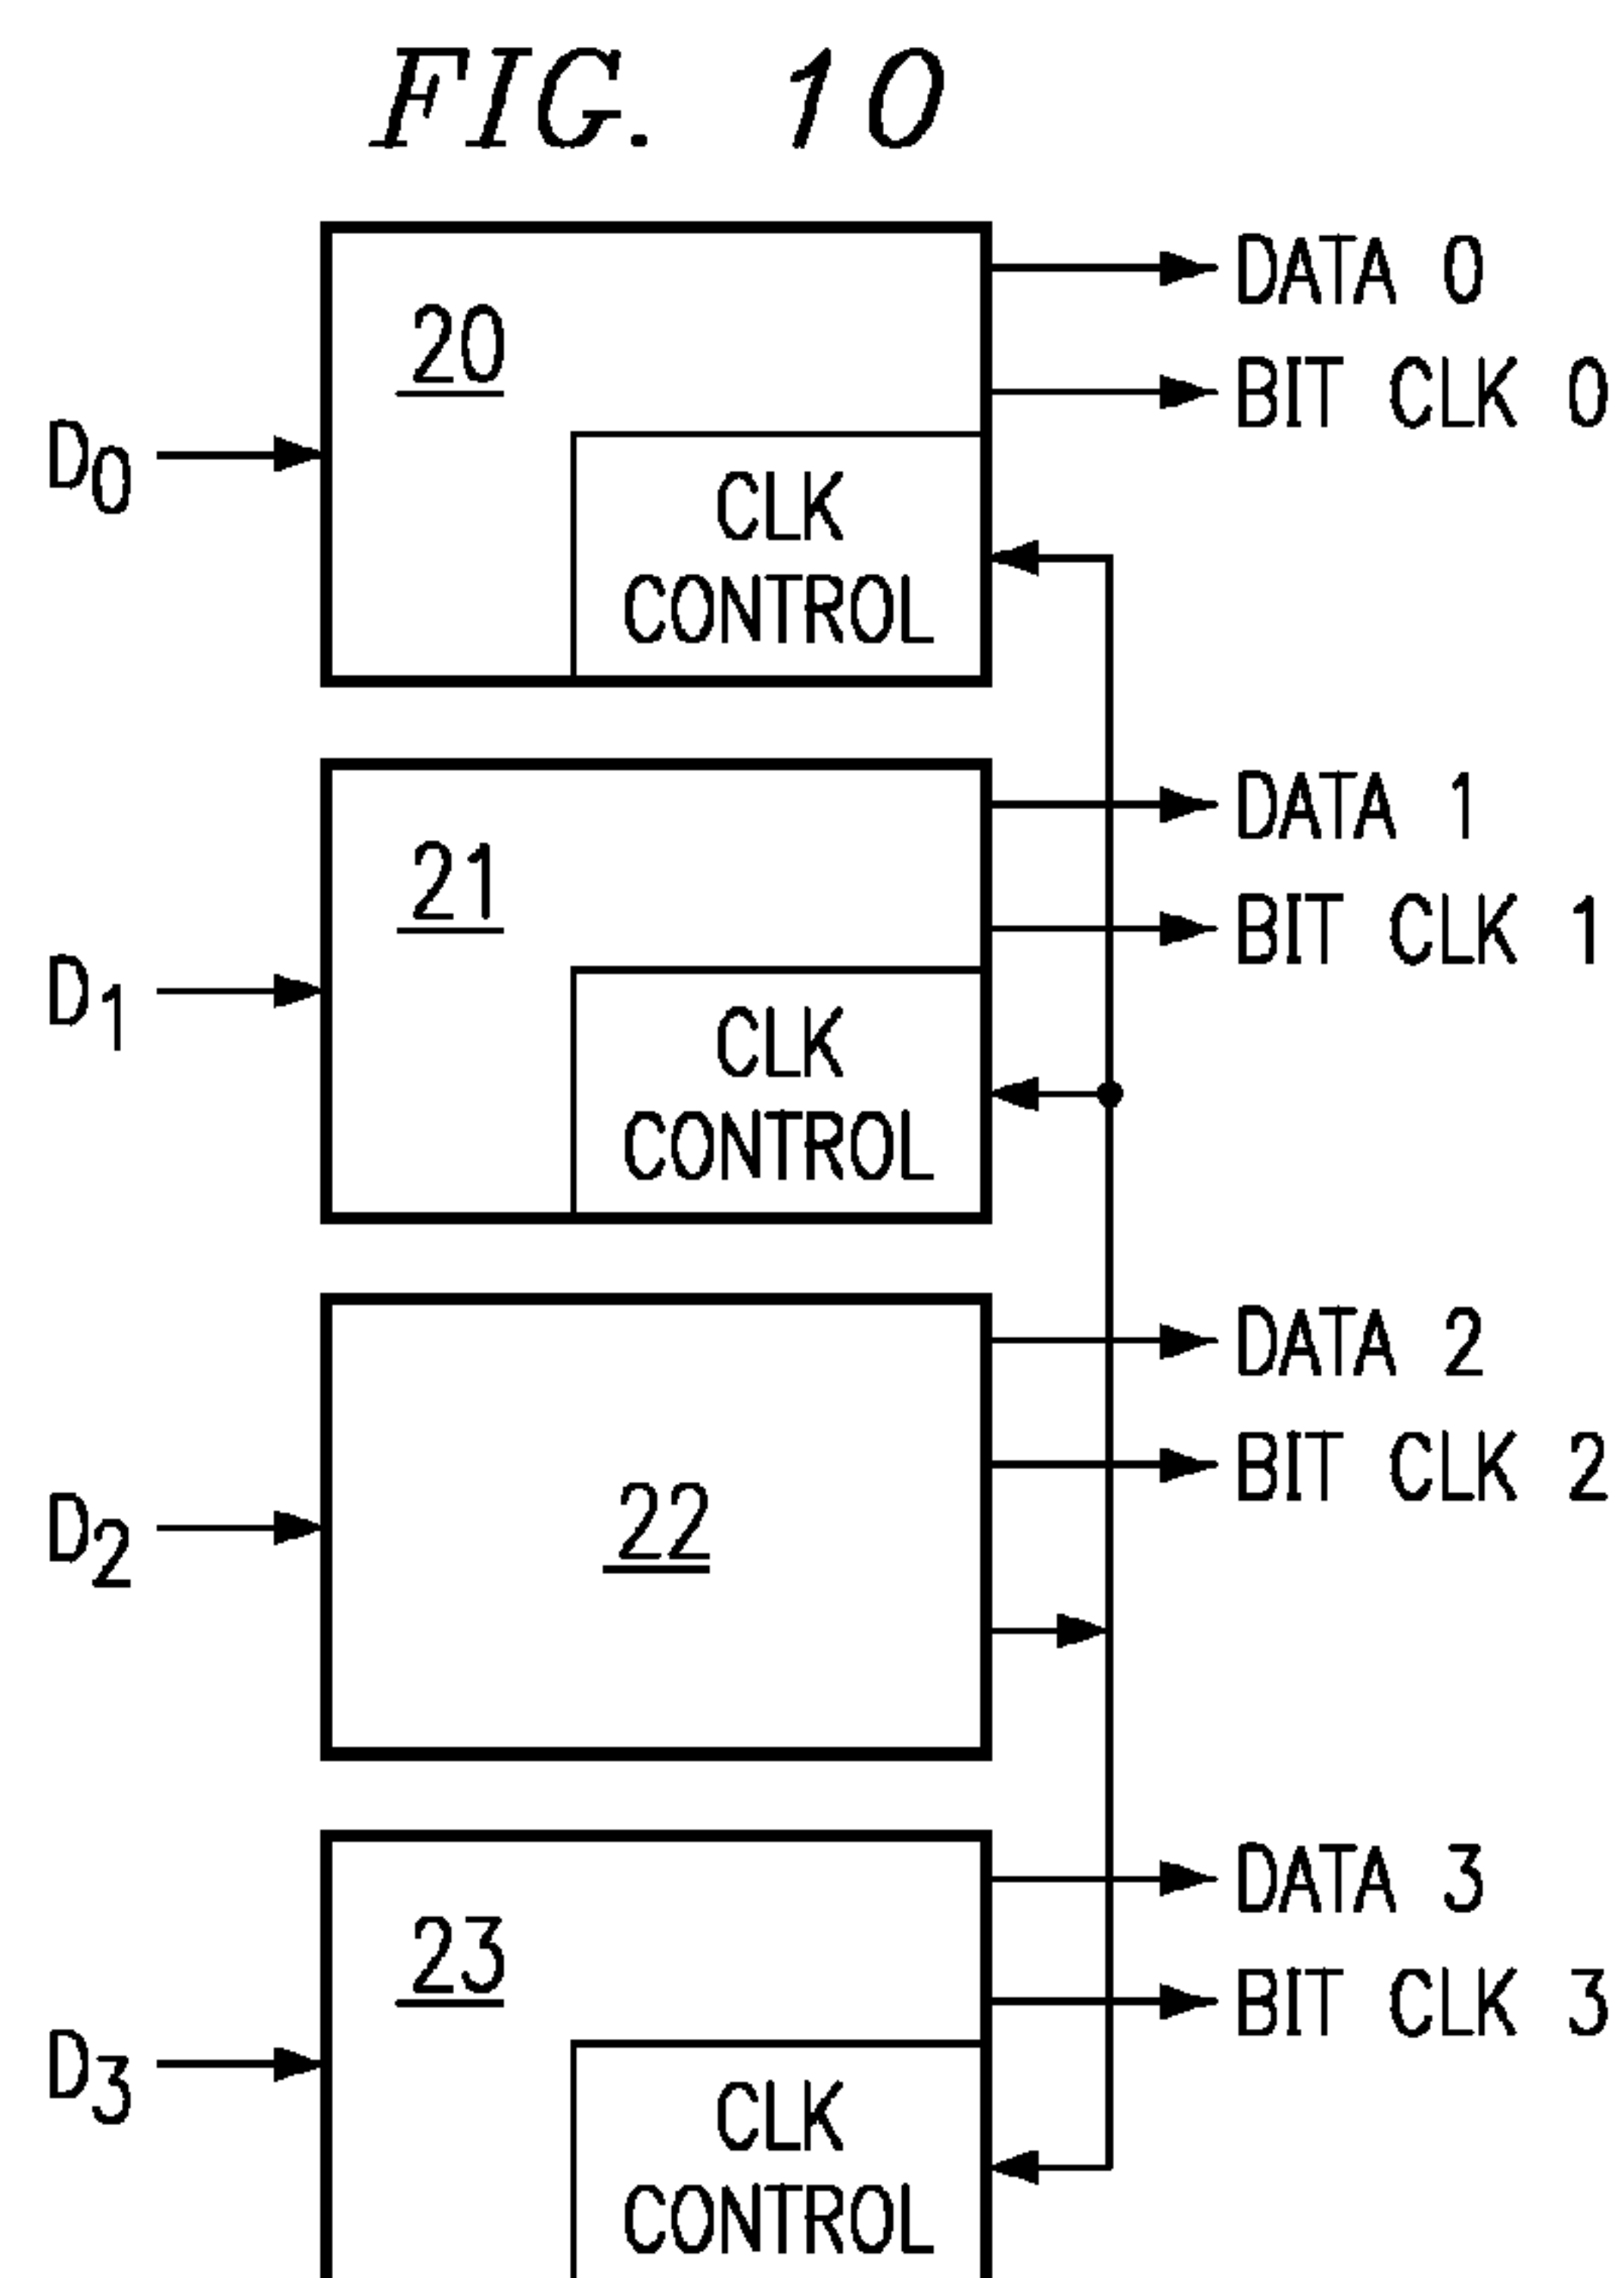 FIG. 10
20
DATA 0
BIT CLK 0
D0
CLK
CONTROL
21
DATA 1
BIT CLK 1
D1
CLK
CONTROL
22
DATA 2
BIT CLK 2
D2
23
DATA 3
BIT CLK 3
D3
CLK
CONTROL